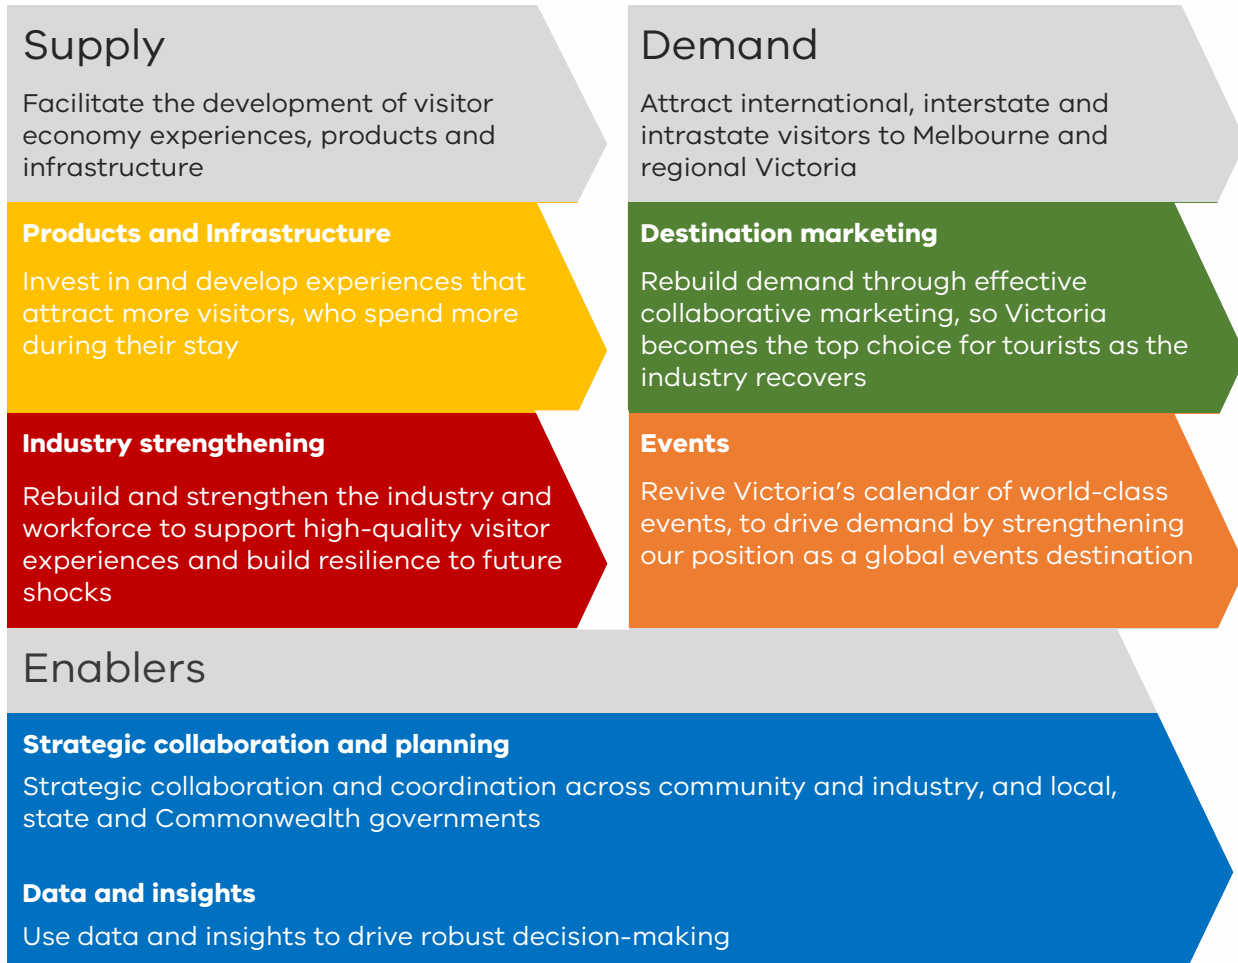 Supply
Facilitate the development of visitor
economy experiences, products and
infrastructure
Products and Infrastructure
Invest in and develop experiences that
attract more visitors, who spend more
during their stay
Industry strengthening
Rebuild and strengthen the industry and
workforce to support high-quality visitor
experiences and build resilience to future
shocks
Demand
Attract international, interstate and
intrastate visitors to Melbourne and
regional Victoria
Destination marketing
Rebuild demand through effective
collaborative marketing, so Victoria
becomes the top choice for tourists as the
industry recovers
Events
Revive Victoria’s calendar of world-class
events, to drive demand by strengthening
our position as a global events destination
Enablers
Strategic collaboration and planning
Strategic collaboration and coordination across community and industry, and local,
state and Commonwealth governments
Data and insights
Use data and insights to drive robust decision-making